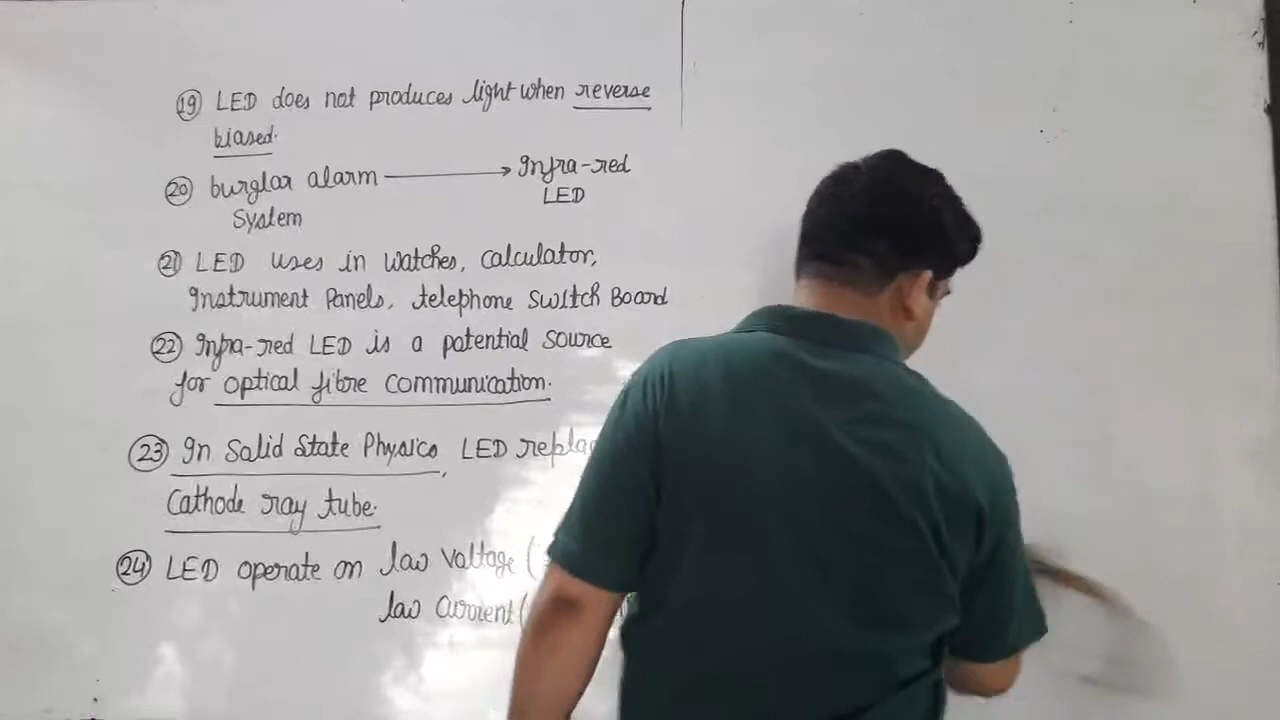 19 LED does not produces light when reverse
biased.
20 burglar alarm → Infra-red
System LED
21 LED uses in watches, calculator,
Instrument Panels, telephone Switch Board
22 Infra-red LED is a potential source
for optical fibre communication.
23 In Solid State Physics, LED
Cathode ray tube.
24 LED operate on low voltage (
low current (